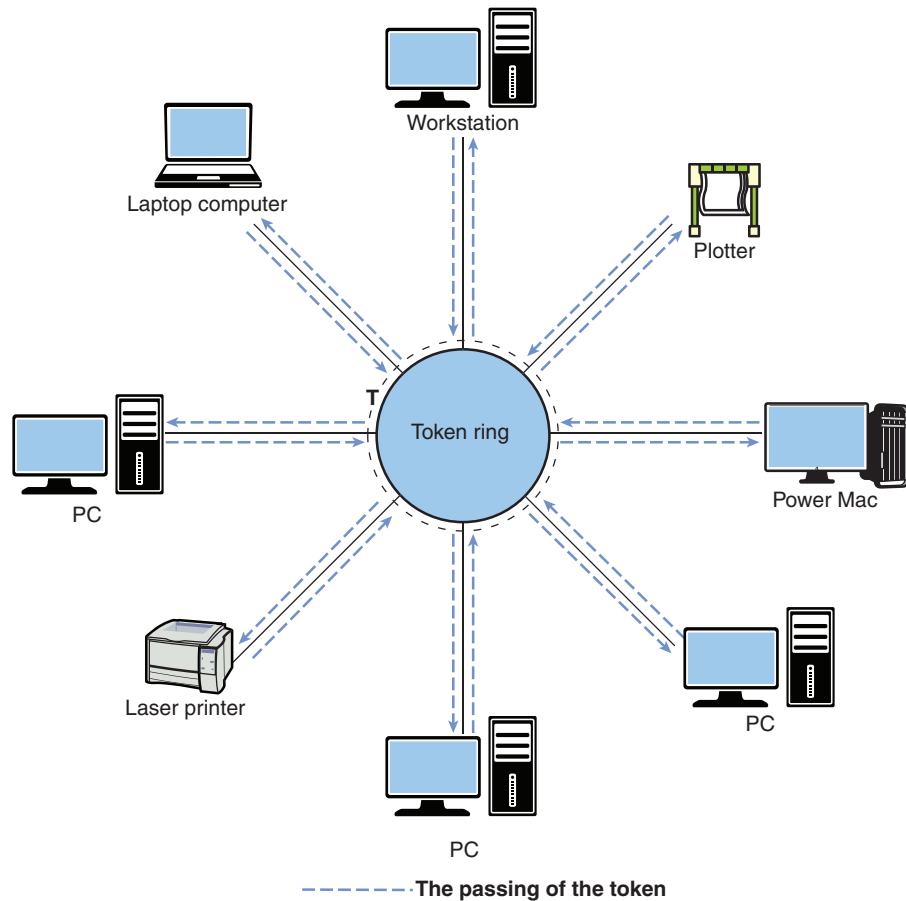 Workstation
Laptop computer
Plotter
T
Token ring
PC
Power Mac
Laser printer
PC
PC
The passing of the token